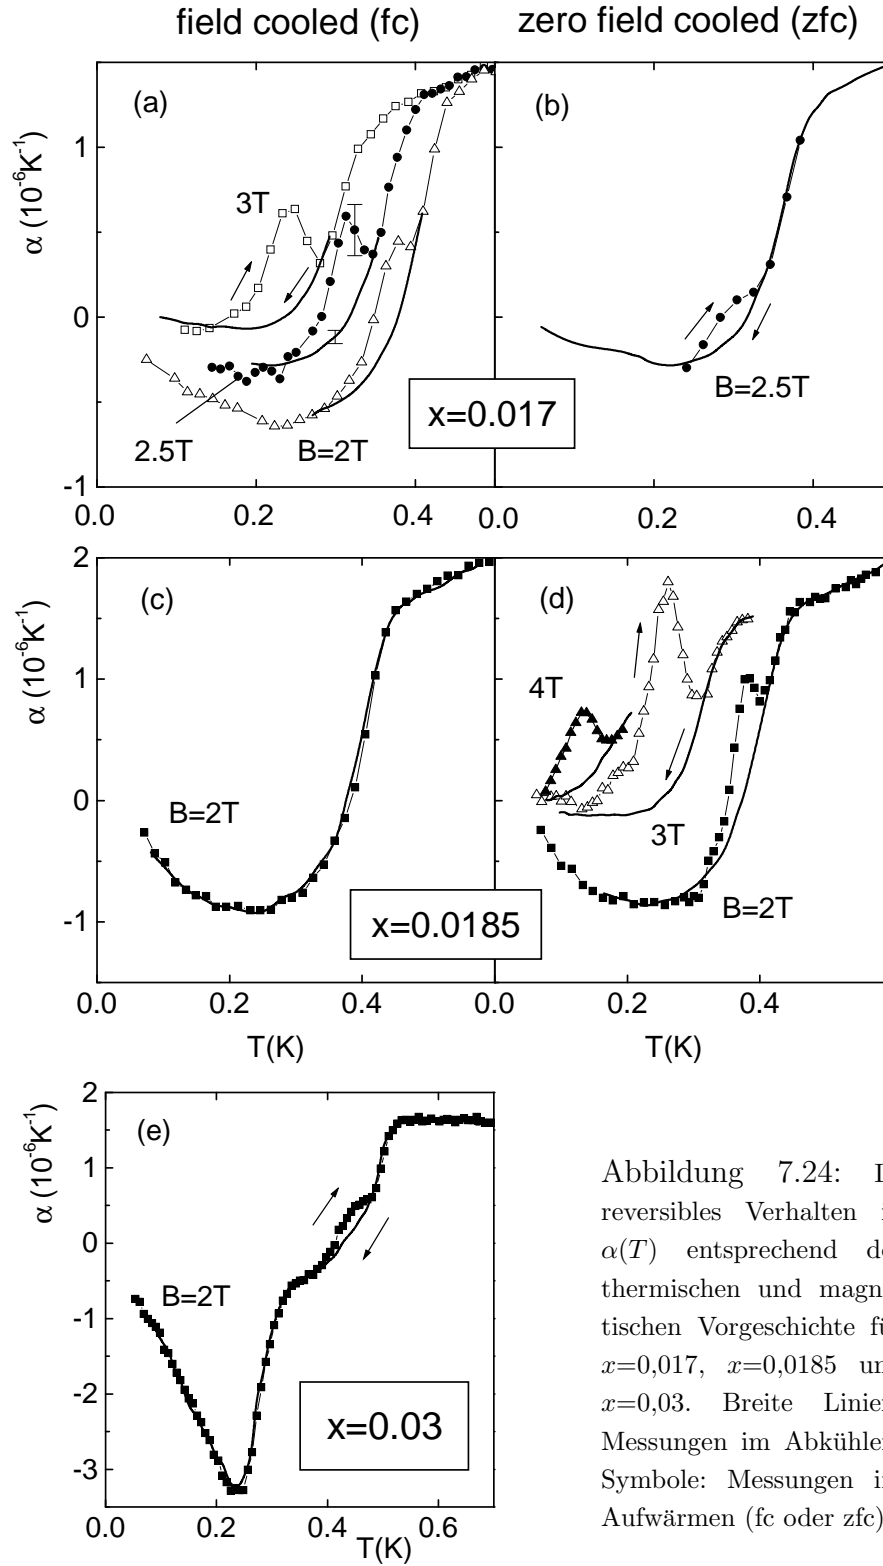 field cooled (fc) zero field cooled (zfc)
(a) (b)
α (10⁻⁶K⁻¹)
1
0
-1
3T
2.5T
B=2T
B=2.5T
x=0.017
0.0 0.2 0.4 0.0 0.2 0.4
(c) (d)
α (10⁻⁶K⁻¹)
2
1
0
-1
4T
B=2T
3T
B=2T
x=0.0185
0.0 0.2 0.4 0.0 0.2 0.4
T(K) T(K)
(e)
α (10⁻⁶K⁻¹)
2
1
0
-1
-2
-3
B=2T
x=0.03
0.0 0.2 0.4 0.6
T(K)
Abbildung 7.24:
reversibles Verhalten
α(T) entsprechend
thermischen und magn
tischen Vorgeschichte
x=0,017, x=0,0185
x=0,03. Breite Linien
Messungen im Abkühlen
Symbole: Messungen
Aufwärmen (fc oder zfc)